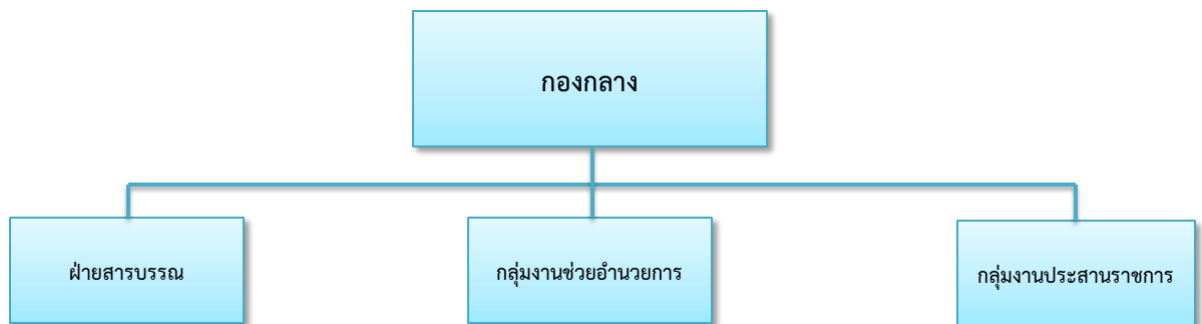 กองกลาง
ฝ่ายสารบรรณ
กลุ่มงานช่วยอำนวยการ
กลุ่มงานประสานราชการ